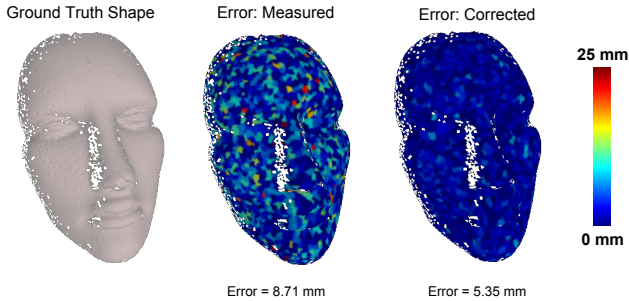 Ground Truth Shape
Error: Measured
Error: Corrected
25 mm
0 mm
Error = 8.71 mm
Error = 5.35 mm